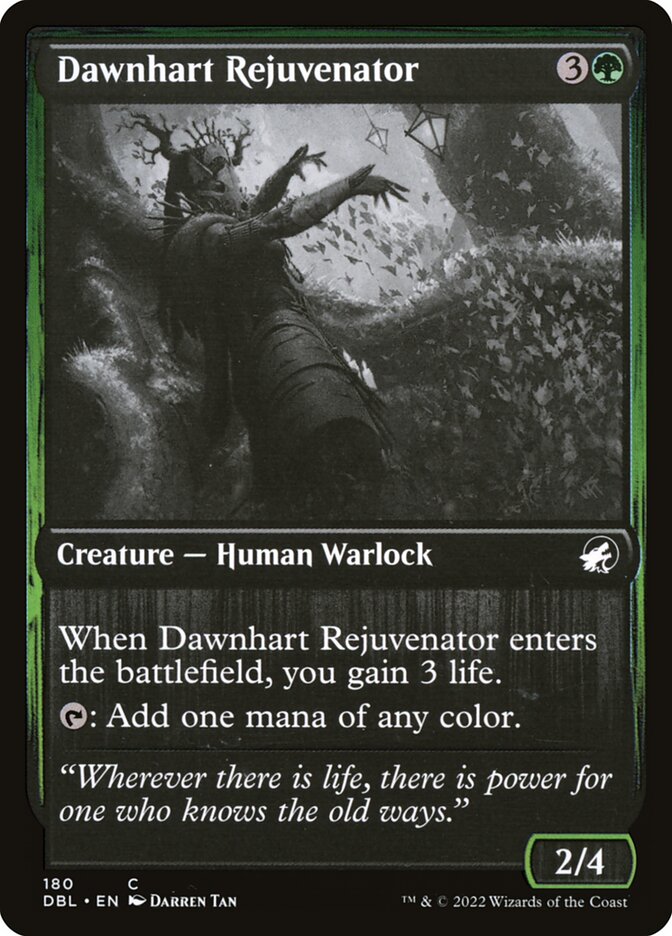 Dawnhart Rejuvenator 3
Creature — Human Warlock
When Dawnhart Rejuvenator enters
the battlefield, you gain 3 life.
: Add one mana of any color.
“Wherever there is life, there is power for
one who knows the old ways.”
2/4
180 C
DBL • EN Darren Tan ™ & © 2022 Wizards of the Coast